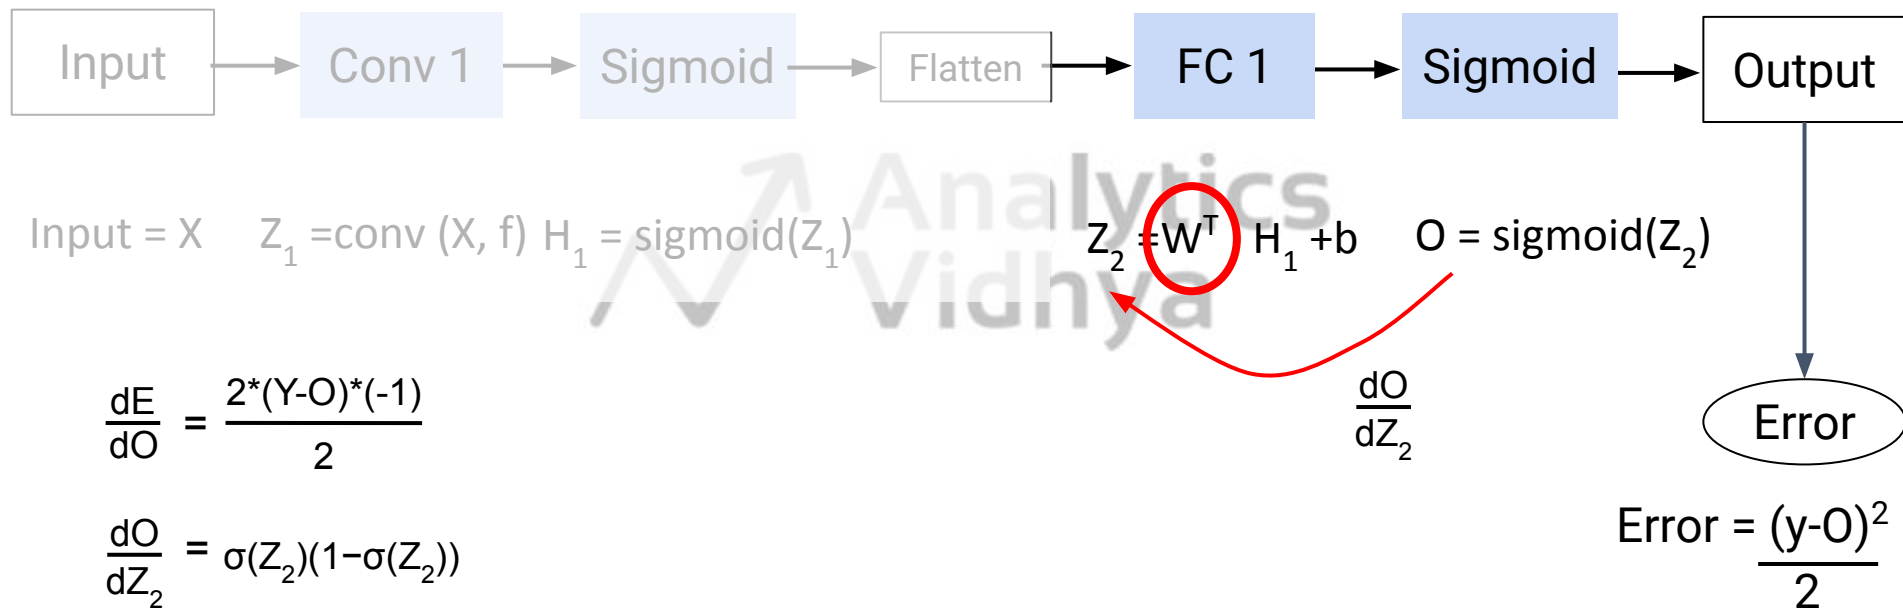 Input Conv 1 Sigmoid Flatten FC 1 Sigmoid Output
Analytics
Vidhya
Input = X Z₁ =conv (X, f) H₁ = sigmoid(Z₁) Z₂ =Wᵀ H₁ +b O = sigmoid(Z₂)
dE/dO = 2*(Y-O)*(-1)/2
dO/dZ₂
Error
dO/dZ₂ = σ(Z₂)(1−σ(Z₂))
Error = (y-O)²/2